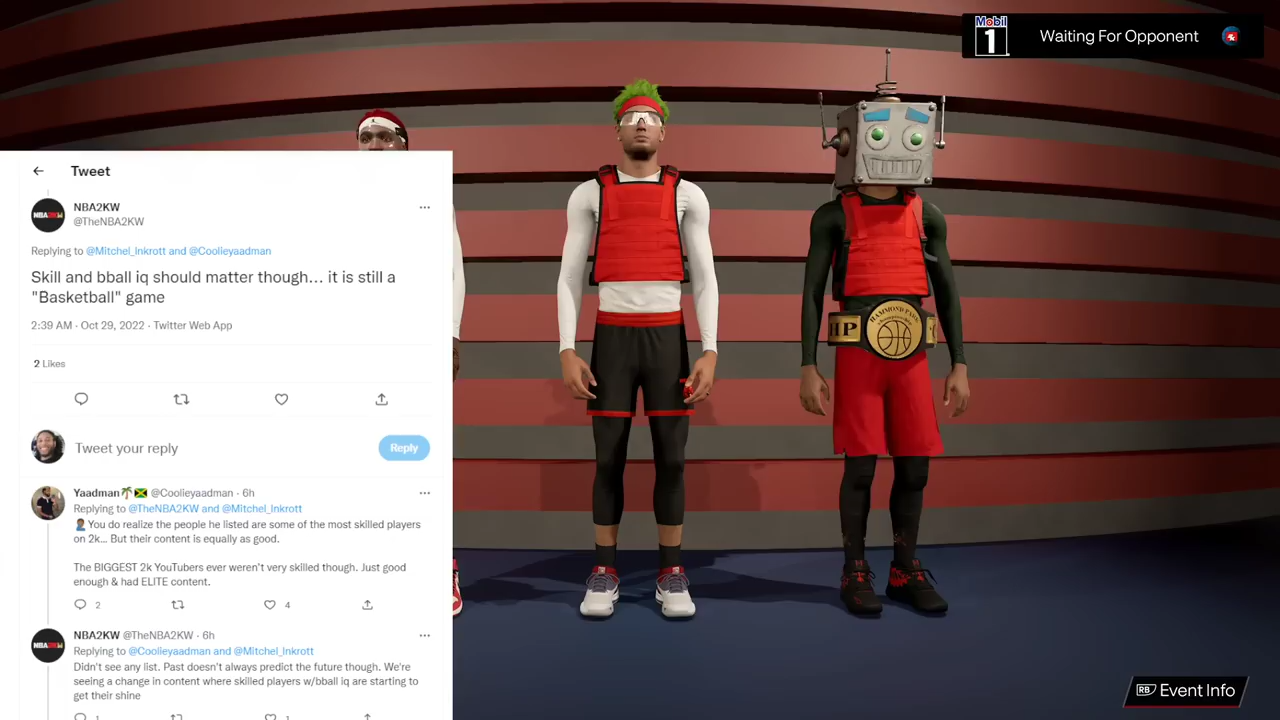 Mobil
1
Waiting For Opponent
Tweet
NBA2KW
@TheNBA2KW
Replying to @Mitchel_Inkrott and @Coolieyaadman
Skill and bball iq should matter though... it is still a
"Basketball" game
2:39 AM · Oct 29, 2022 · Twitter Web App
2 Likes
Tweet your reply
Reply
Yaadman🌴🇯🇲 @Coolieyaadman · 6h
Replying to @TheNBA2KW and @Mitchel_Inkrott
🤦🏾‍♂️You do realize the people he listed are some of the most skilled players
on 2k... But their content is equally as good.
The BIGGEST 2k YouTubers ever weren't very skilled though. Just good
enough & had ELITE content.
2
4
NBA2KW @TheNBA2KW · 6h
Replying to @Coolieyaadman and @Mitchel_Inkrott
Didn't see any list. Past doesn't always predict the future though. We're
seeing a change in content where skilled players w/bball iq are starting to
get their shine
1
1
HAMMOND PARK
HP
RB Event Info